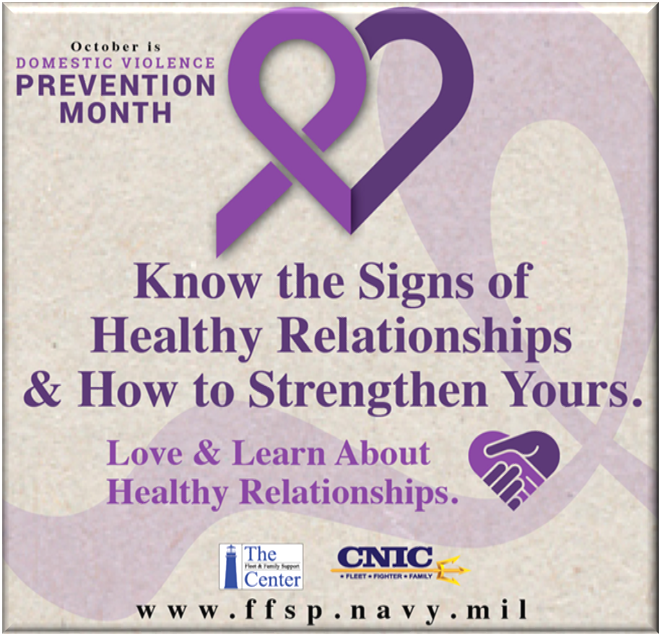 October is
DOMESTIC VIOLENCE
PREVENTION
MONTH
Know the Signs of
Healthy Relationships
& How to Strengthen Yours.
Love & Learn About
Healthy Relationships.
The
Fleet & Family Support
Center
CNIC
FLEET ★ FIGHTER ★ FAMILY
www.ffsp.navy.mil